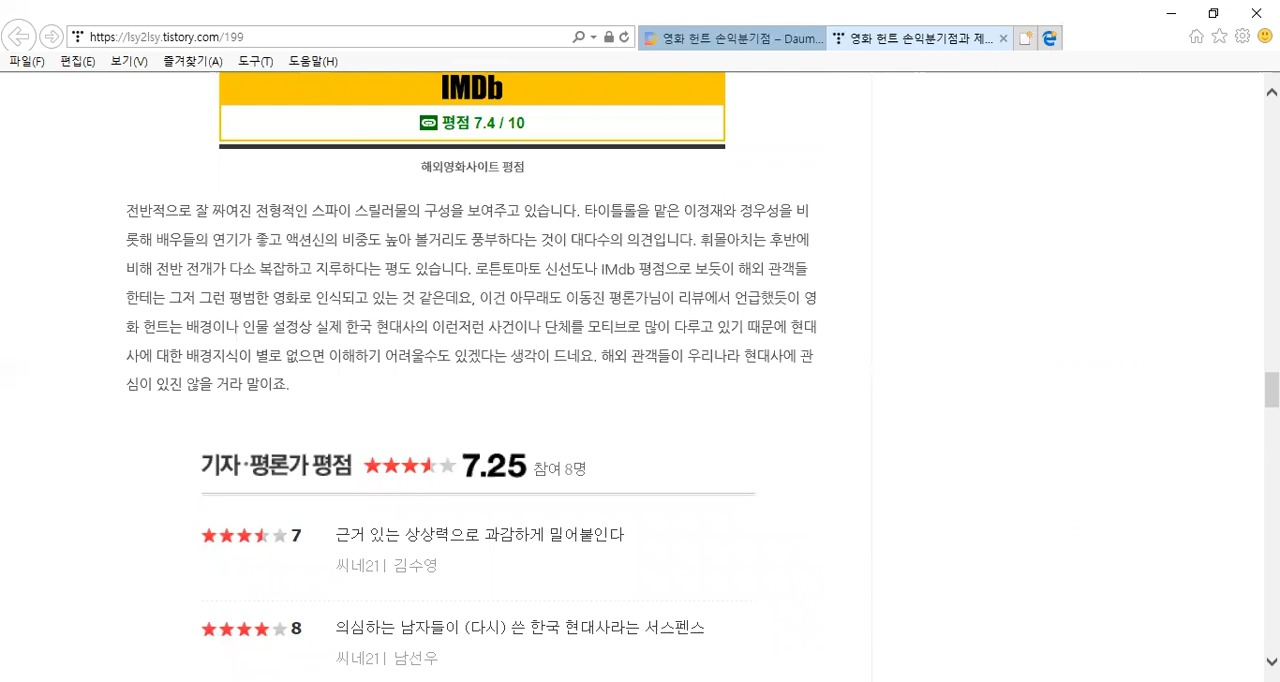 https://lsy2lsy.tistory.com/199
영화 헌트 손익분기점 – Daum...
영화 헌트 손익분기점과 제...
파일(F) 편집(E) 보기(V) 즐겨찾기(A) 도구(T) 도움말(H)
IMDb
평점 7.4 / 10
해외영화사이트 평점
전반적으로 잘 짜여진 전형적인 스파이 스릴러물의 구성을 보여주고 있습니다. 타이틀롤을 맡은 이정재와 정우성을 비
롯해 배우들의 연기가 좋고 액션신의 비중도 높아 볼거리도 풍부하다는 것이 대다수의 의견입니다. 휘몰아치는 후반에
비해 전반 전개가 다소 복잡하고 지루하다는 평도 있습니다. 로튼토마토 신선도나 IMdb 평점으로 보듯이 해외 관객들
한테는 그저 그런 평범한 영화로 인식되고 있는 것 같은데요, 이건 아무래도 이동진 평론가님이 리뷰에서 언급했듯이 영
화 헌트는 배경이나 인물 설정상 실제 한국 현대사의 이런저런 사건이나 단체를 모티브로 많이 다루고 있기 때문에 현대
사에 대한 배경지식이 별로 없으면 이해하기 어려울수도 있겠다는 생각이 드네요. 해외 관객들이 우리나라 현대사에 관
심이 있진 않을 거라 말이죠.
기자·평론가 평점 7.25 참여 8명
7 근거 있는 상상력으로 과감하게 밀어붙인다
씨네21| 김수영
8 의심하는 남자들이 (다시) 쓴 한국 현대사라는 서스펜스
씨네21| 남선우